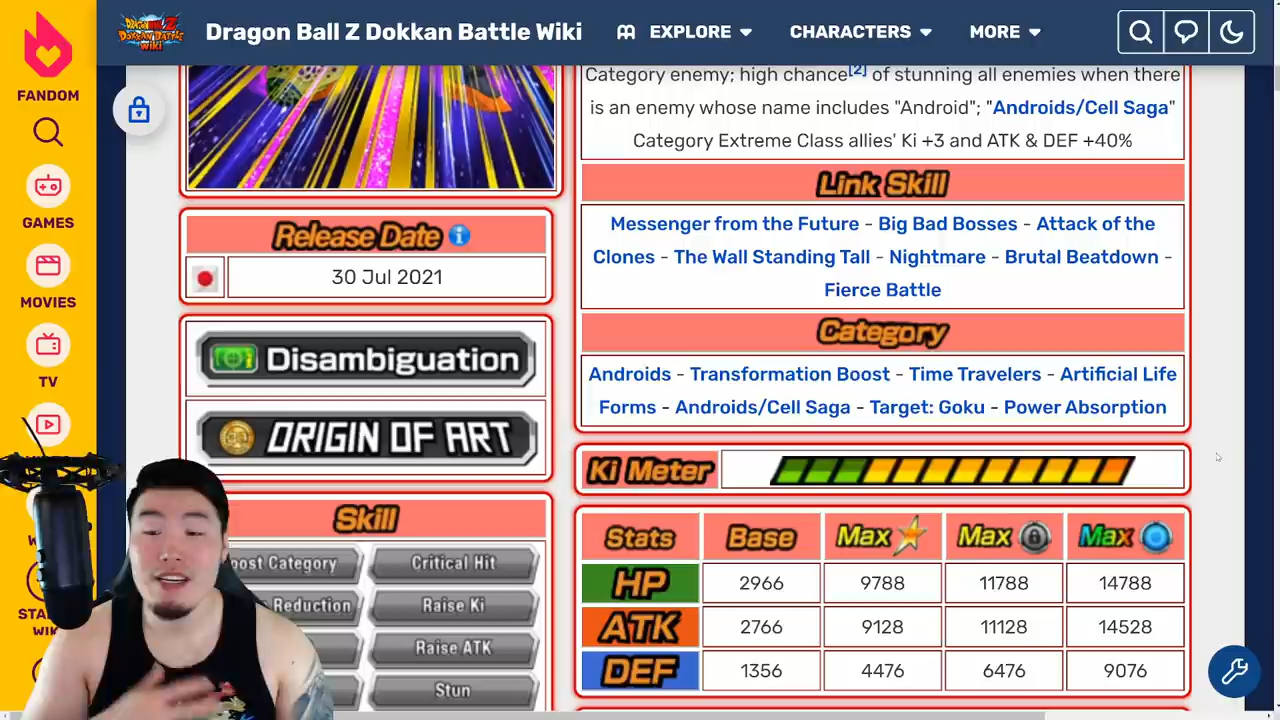 DRAGON BALL Z DOKKAN BATTLE WIKI
Dragon Ball Z Dokkan Battle Wiki
EXPLORE
CHARACTERS
MORE
FANDOM
GAMES
MOVIES
TV
Category enemy; high chance[2] of stunning all enemies when there
is an enemy whose name includes "Android"; "Androids/Cell Saga"
Category Extreme Class allies' Ki +3 and ATK & DEF +40%
Link Skill
Messenger from the Future - Big Bad Bosses - Attack of the
Clones - The Wall Standing Tall - Nightmare - Brutal Beatdown -
Fierce Battle
Category
Androids - Transformation Boost - Time Travelers - Artificial Life
Forms - Androids/Cell Saga - Target: Goku - Power Absorption
Release Date i
30 Jul 2021
Disambiguation
ORIGIN OF ART
Skill
Category
Critical Hit
Reduction
Raise Ki
Raise ATK
Stun
Ki Meter
Stats Base Max Max Max
HP 2966 9788 11788 14788
ATK 2766 9128 11128 14528
DEF 1356 4476 6476 9076